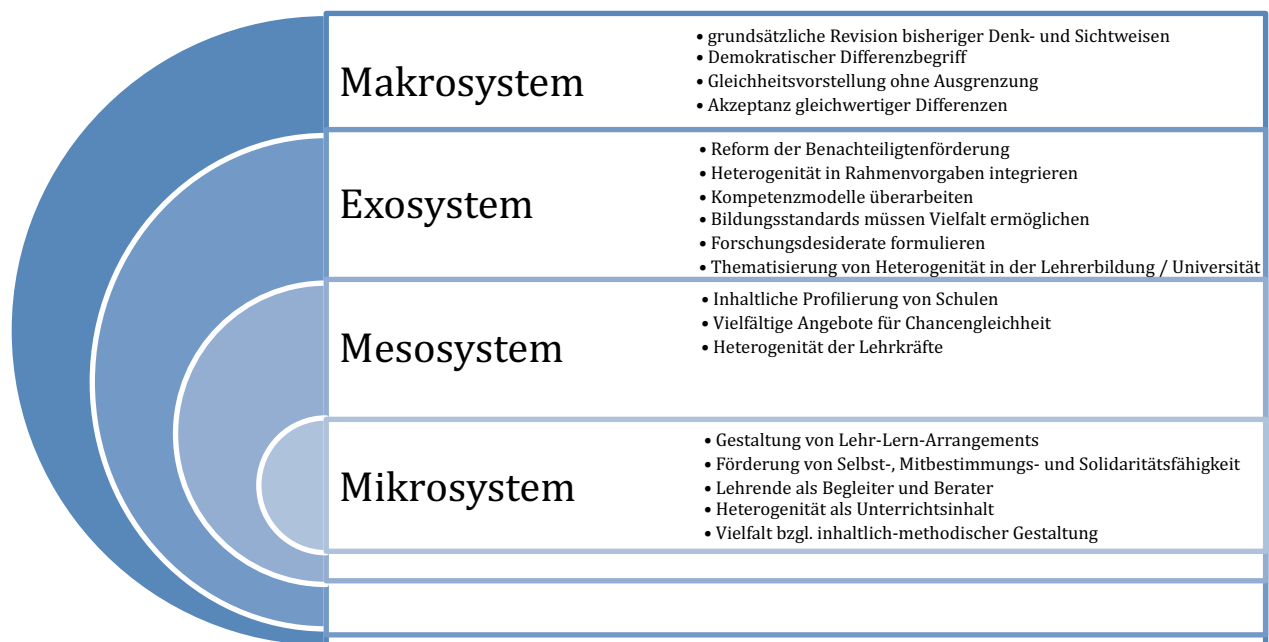 Makrosystem
• grundsätzliche Revision bisheriger Denk- und Sichtweisen
• Demokratischer Differenzbegriff
• Gleichheitsvorstellung ohne Ausgrenzung
• Akzeptanz gleichwertiger Differenzen
Exosystem
• Reform der Benachteiligtenförderung
• Heterogenität in Rahmenvorgaben integrieren
• Kompetenzmodelle überarbeiten
• Bildungsstandards müssen Vielfalt ermöglichen
• Forschungsdesiderate formulieren
• Thematisierung von Heterogenität in der Lehrerbildung / Universität
Mesosystem
• Inhaltliche Profilierung von Schulen
• Vielfältige Angebote für Chancengleichheit
• Heterogenität der Lehrkräfte
Mikrosystem
• Gestaltung von Lehr-Lern-Arrangements
• Förderung von Selbst-, Mitbestimmungs- und Solidaritätsfähigkeit
• Lehrende als Begleiter und Berater
• Heterogenität als Unterrichtsinhalt
• Vielfalt bzgl. inhaltlich-methodischer Gestaltung